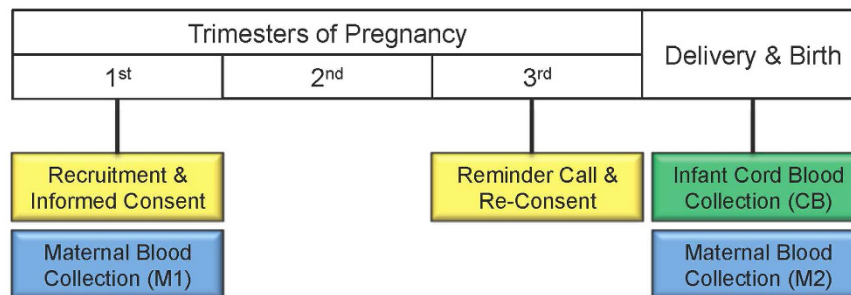 Trimesters of Pregnancy
Delivery & Birth
1st
2nd
3rd
Recruitment &
Informed Consent
Reminder Call &
Re-Consent
Infant Cord Blood
Collection (CB)
Maternal Blood
Collection (M1)
Maternal Blood
Collection (M2)